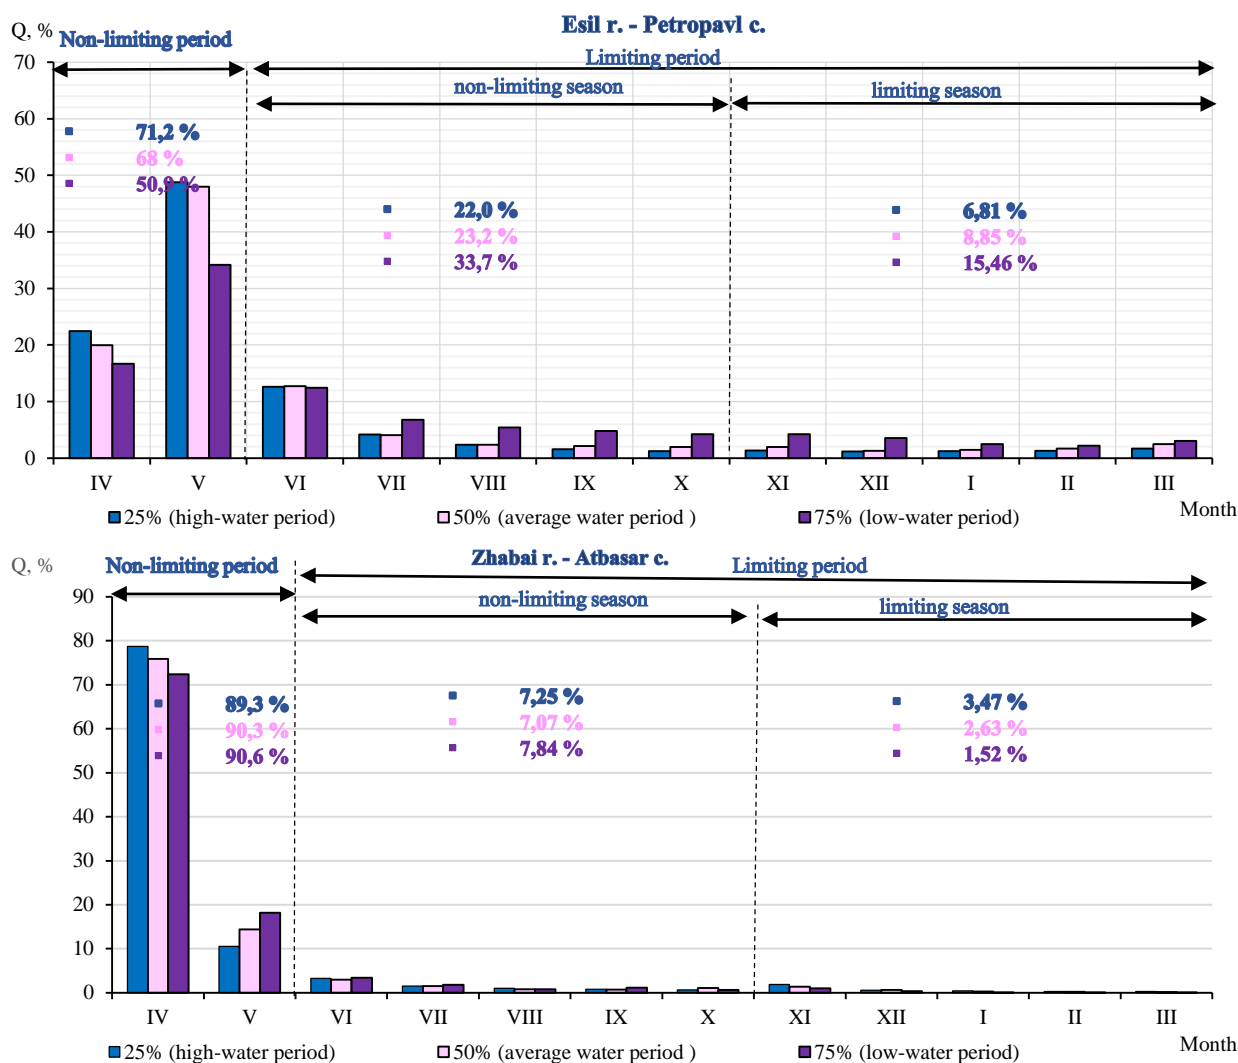 Esil r. - Petropavl c.
Q, %
Non-limiting period
Limiting period
70
non-limiting season
limiting season
60
71,2 %
68 %
50,9 %
50
22,0 %
23,2 %
33,7 %
6,81 %
8,85 %
15,46 %
40
30
20
10
0
IV V VI VII VIII IX X XI XII I II III
Month
25% (high-water period) 50% (average water period ) 75% (low-water period)
Zhabai r. - Atbasar c.
Q, %
Non-limiting period
Limiting period
90
non-limiting season
limiting season
80
70
89,3 %
90,3 %
90,6 %
7,25 %
7,07 %
7,84 %
3,47 %
2,63 %
1,52 %
60
50
40
30
20
10
0
IV V VI VII VIII IX X XI XII I II III
Month
25% (high-water period) 50% (average water period ) 75% (low-water period)